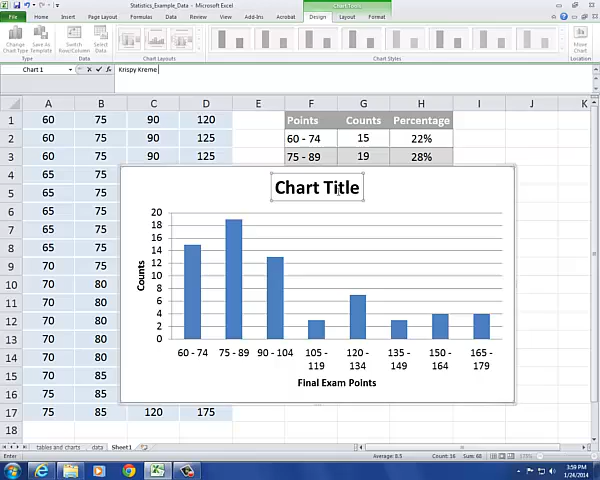 Statistics_Example_Data - Microsoft Excel
Chart Tools
File Home Insert Page Layout Formulas Data Review View Add-Ins Acrobat Design Layout Format
Change Chart Type Save As Template Switch Row/Column Select Data Move Chart
Type Data Chart Layouts Chart Styles Location
Chart 1 fx Krispy Kreme
A B C D E F G H I J K
1 60 75 90 120 Points Counts Percentage
2 60 75 90 125 60 - 74 15 22%
3 60 75 90 125 75 - 89 19 28%
4 65 75
5 65 75
6 65 75
7 65 75
8 65 75
9 70 75
10 70 80
11 70 80
12 70 80
13 70 80
14 70 80
15 70 85
16 75 85
17 75 85 120 175
18
Chart Title
20
18
16
14
12
10
8
6
4
2
0
Counts
60 - 74 75 - 89 90 - 104 105 - 119 120 - 134 135 - 149 150 - 164 165 - 179
Final Exam Points
tables and charts data Sheet1
Enter Average: 8.5 Count: 16 Sum: 68 175%
3:59 PM
1/24/2014